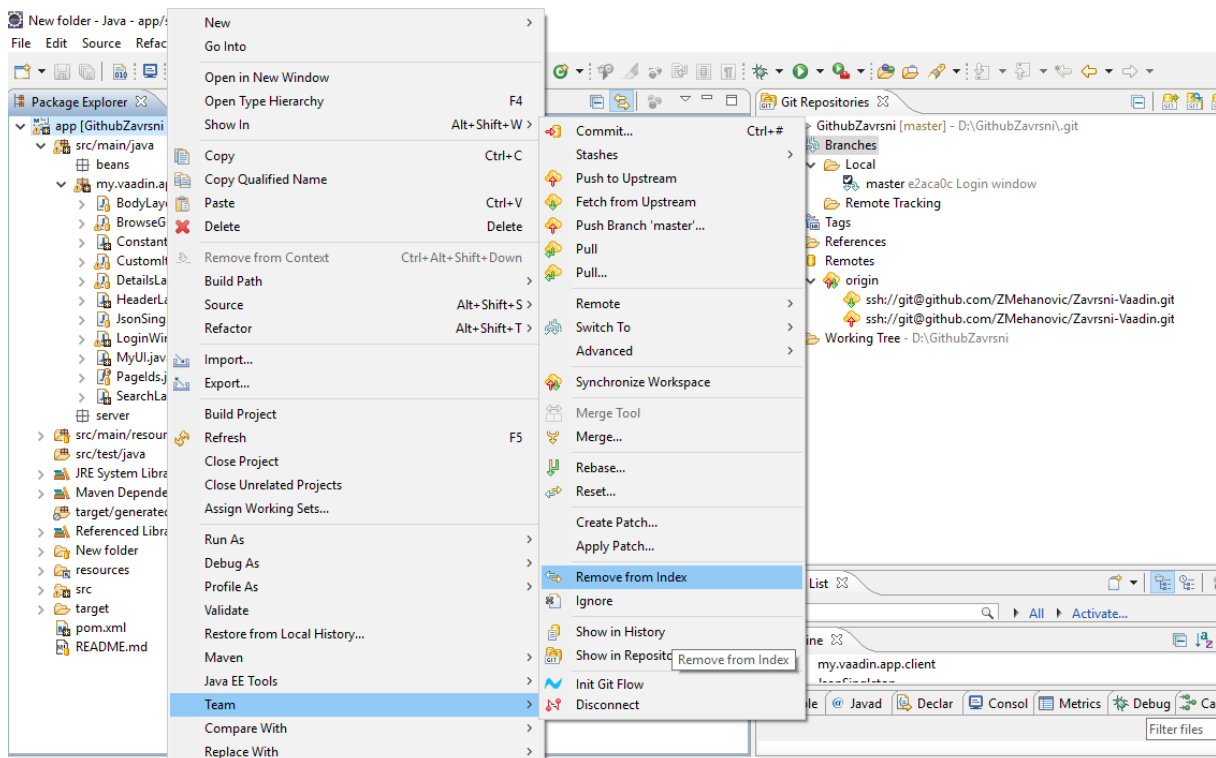 New folder - Java - app/s
File Edit Source Refac
Package Explorer
app [GithubZavrsni
src/main/java
beans
my.vaadin.a
BodyLay
BrowseG
Constant
CustomIt
DetailsLa
HeaderLa
JsonSing
LoginWin
MyUI.jav
PageIds.j
SearchLa
server
src/main/resour
src/test/java
JRE System Libra
Maven Depende
target/generated
Referenced Libra
New folder
resources
src
target
pom.xml
README.md
New
Go Into
Open in New Window
Open Type Hierarchy F4
Show In Alt+Shift+W >
Copy Ctrl+C
Copy Qualified Name
Paste Ctrl+V
Delete Delete
Remove from Context Ctrl+Alt+Shift+Down
Build Path
Source Alt+Shift+S >
Refactor Alt+Shift+T >
Import...
Export...
Build Project
Refresh F5
Close Project
Close Unrelated Projects
Assign Working Sets...
Run As
Debug As
Profile As
Validate
Restore from Local History...
Maven
Java EE Tools
Team
Compare With
Replace With
Commit... Ctrl+#
Stashes
Push to Upstream
Fetch from Upstream
Push Branch 'master'...
Pull
Pull...
Remote
Switch To
Advanced
Synchronize Workspace
Merge Tool
Merge...
Rebase...
Reset...
Create Patch...
Apply Patch...
Remove from Index
Ignore
Show in History
Show in Reposito
Remove from Index
Init Git Flow
Disconnect
Git Repositories
GithubZavrsni [master] - D:\GithubZavrsni\.git
Branches
Local
master e2aca0c Login window
Remote Tracking
Tags
References
Remotes
origin
ssh://git@github.com/ZMehanovic/Zavrsni-Vaadin.git
ssh://git@github.com/ZMehanovic/Zavrsni-Vaadin.git
Working Tree - D:\GithubZavrsni
List
All Activate...
ine
my.vaadin.app.client
le @ Javad Declar Consol Metrics Debug Ca
Filter files